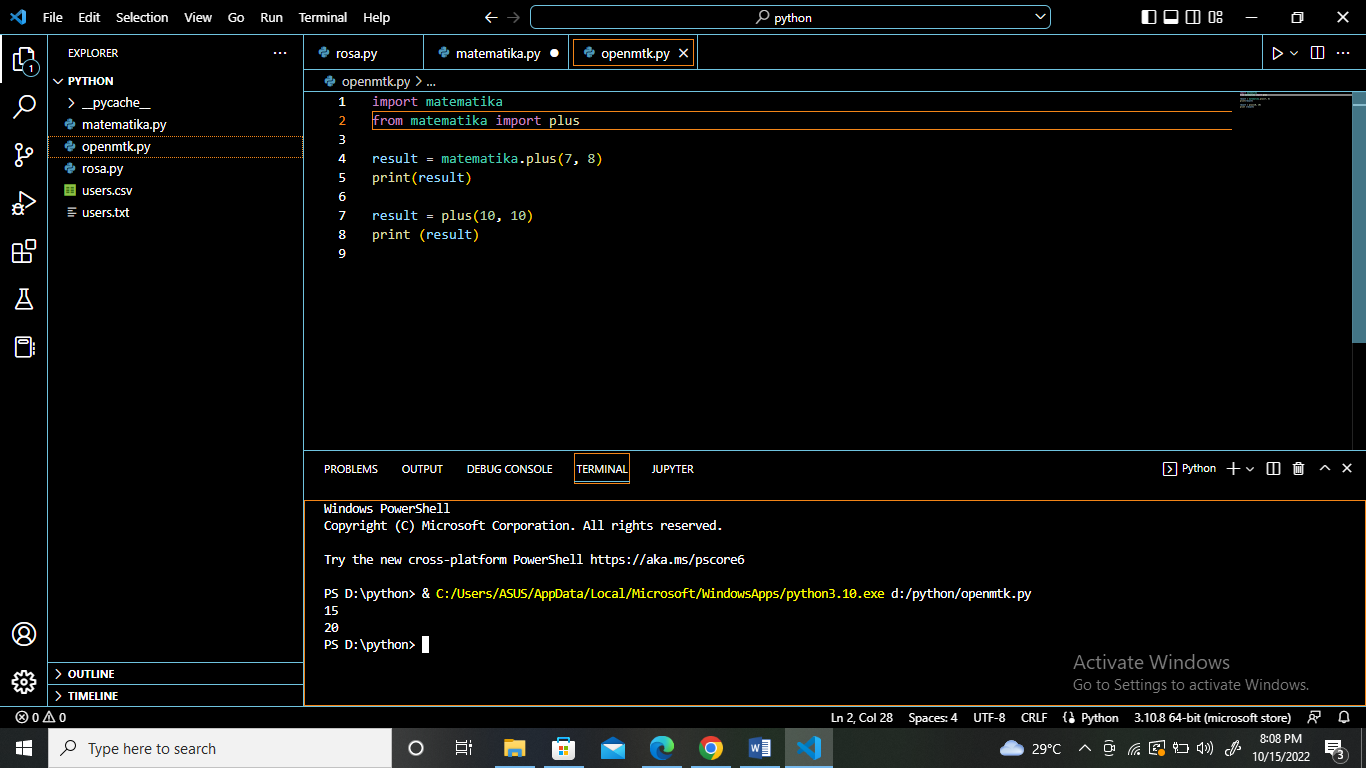 File Edit Selection View Go Run Terminal Help
python
EXPLORER
PYTHON
__pycache__
matematika.py
openmtk.py
rosa.py
users.csv
users.txt
OUTLINE
TIMELINE
1
rosa.py matematika.py openmtk.py
openmtk.py > ...
1 import matematika
2 from matematika import plus
3
4 result = matematika.plus(7, 8)
5 print(result)
6
7 result = plus(10, 10)
8 print (result)
9
PROBLEMS OUTPUT DEBUG CONSOLE TERMINAL JUPYTER
Python
Windows PowerShell
Copyright (C) Microsoft Corporation. All rights reserved.
Try the new cross-platform PowerShell https://aka.ms/pscore6
PS D:\python> & C:/Users/ASUS/AppData/Local/Microsoft/WindowsApps/python3.10.exe d:/python/openmtk.py
15
20
PS D:\python>
Activate Windows
Go to Settings to activate Windows.
0 0 Ln 2, Col 28 Spaces: 4 UTF-8 CRLF Python 3.10.8 64-bit (microsoft store)
Type here to search
29°C
8:08 PM
10/15/2022
3